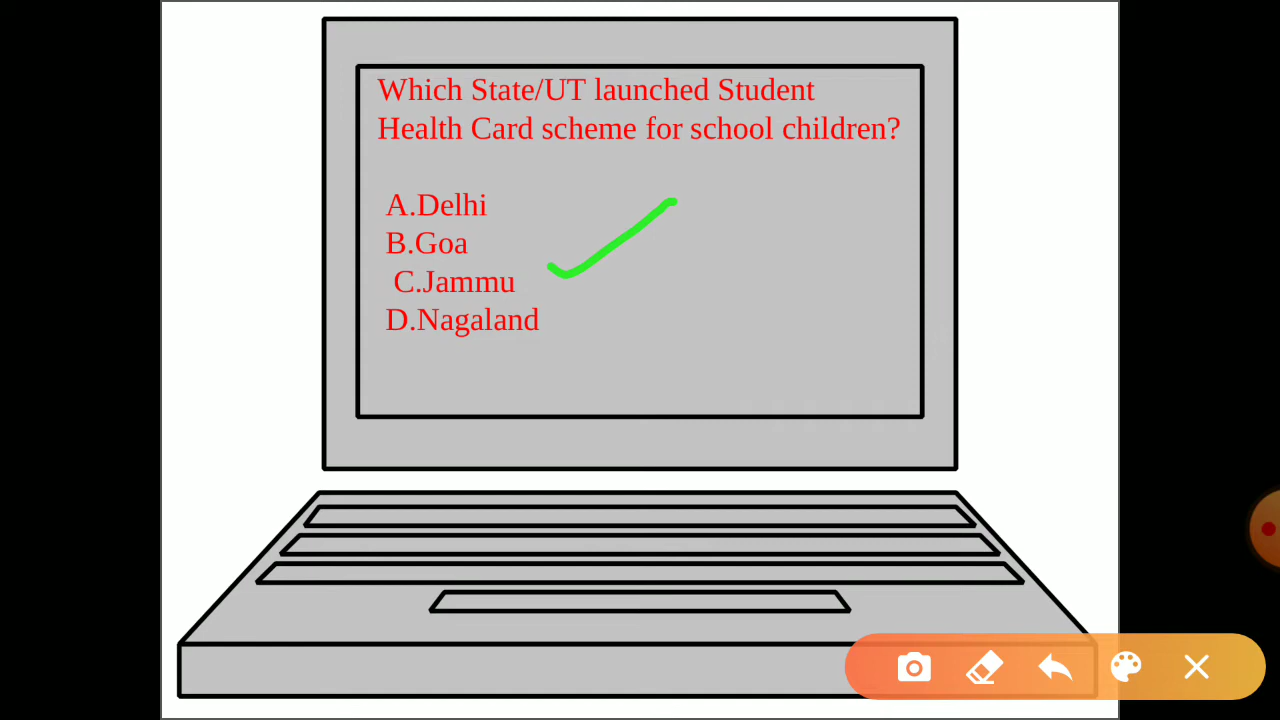 Which State/UT launched Student
Health Card scheme for school children?
A.Delhi
B.Goa
C.Jammu
D.Nagaland